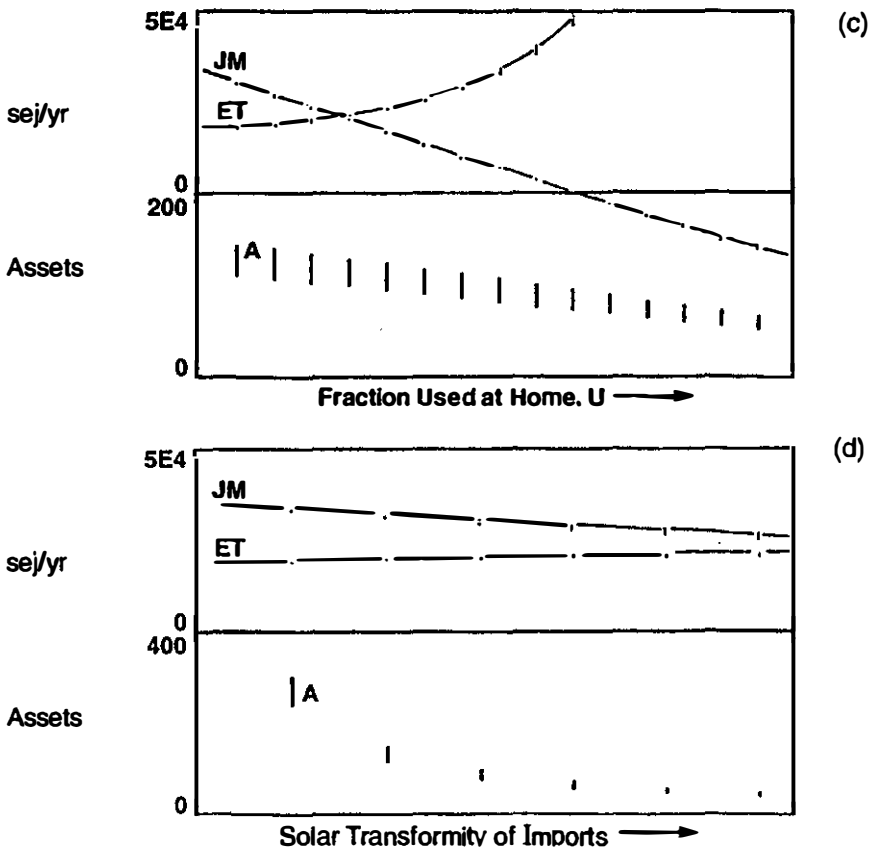 5E4
(c)
JM
sej/yr
ET
0
200
A
Assets
0
Fraction Used at Home. U
5E4
(d)
JM
ET
sej/yr
0
400
A
Assets
0
Solar Transformity of Imports